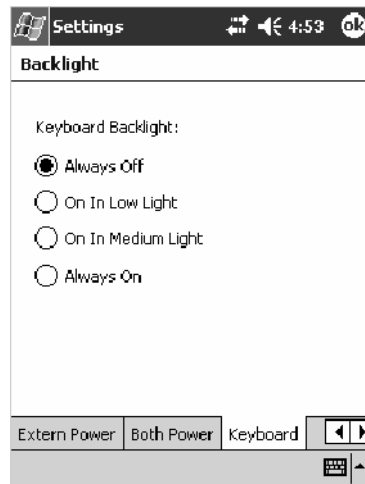 Settings 4:53 ok
Backlight
Keyboard Backlight:
Always Off
On In Low Light
On In Medium Light
Always On
Extern Power Both Power Keyboard